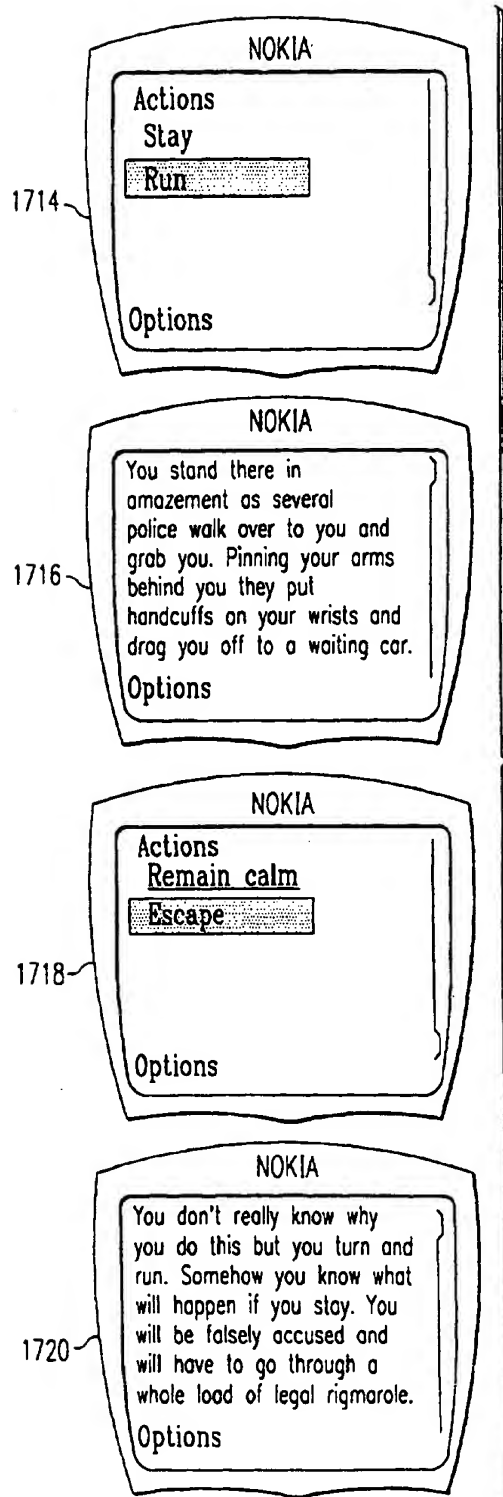 NOKIA
Actions
Stay
Run
1714
Options
NOKIA
You stand there in
amazement as several
police walk over to you and
grab you. Pinning your arms
1716
behind you they put
handcuffs on your wrists and
drag you off to a waiting car.
Options
NOKIA
Actions
Remain calm
Escape
1718
Options
NOKIA
You don't really know why
you do this but you turn and
run. Somehow you know what
will happen if you stay. You
will be falsely accused and
1720
will have to go through a
whole load of legal rigmarole.
Options